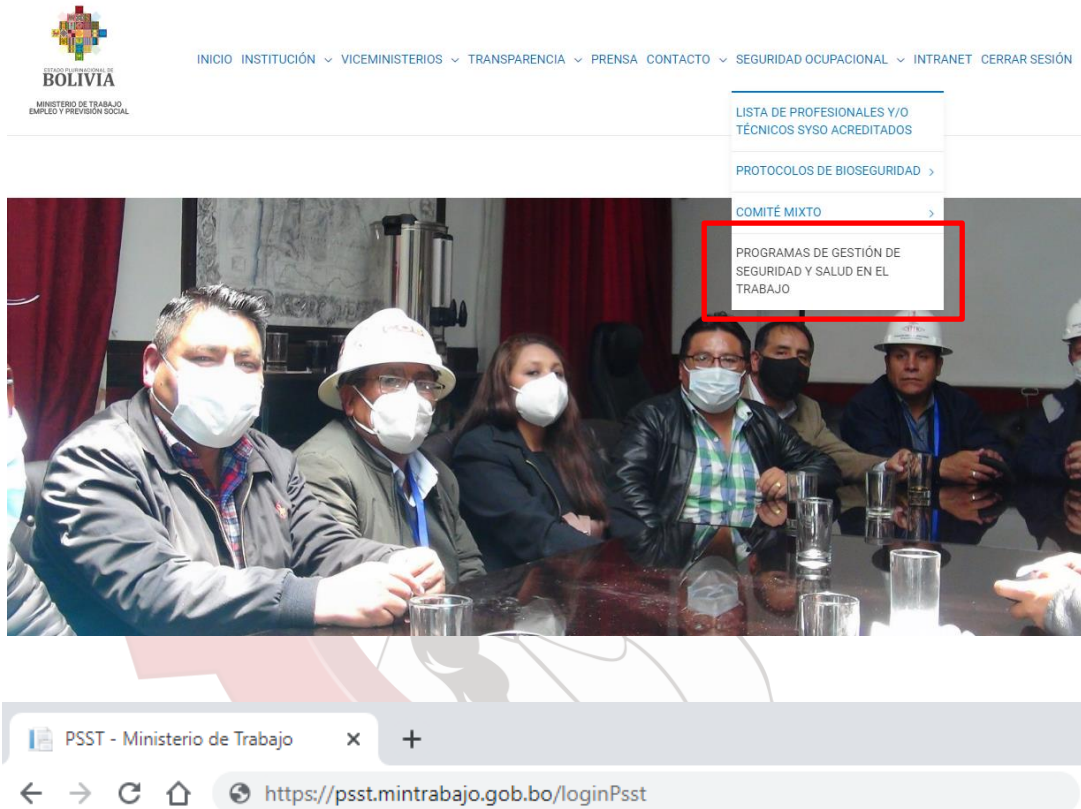 ESTADO PLURINACIONAL DE
BOLIVIA
MINISTERIO DE TRABAJO
EMPLEO Y PREVISIÓN SOCIAL
INICIO INSTITUCIÓN VICEMINISTERIOS TRANSPARENCIA PRENSA CONTACTO SEGURIDAD OCUPACIONAL INTRANET CERRAR SESIÓN
LISTA DE PROFESIONALES Y/O
TÉCNICOS SYSO ACREDITADOS
PROTOCOLOS DE BIOSEGURIDAD >
COMITÉ MIXTO >
PROGRAMAS DE GESTIÓN DE
SEGURIDAD Y SALUD EN EL
TRABAJO
PSST - Ministerio de Trabajo
https://psst.mintrabajo.gob.bo/loginPsst